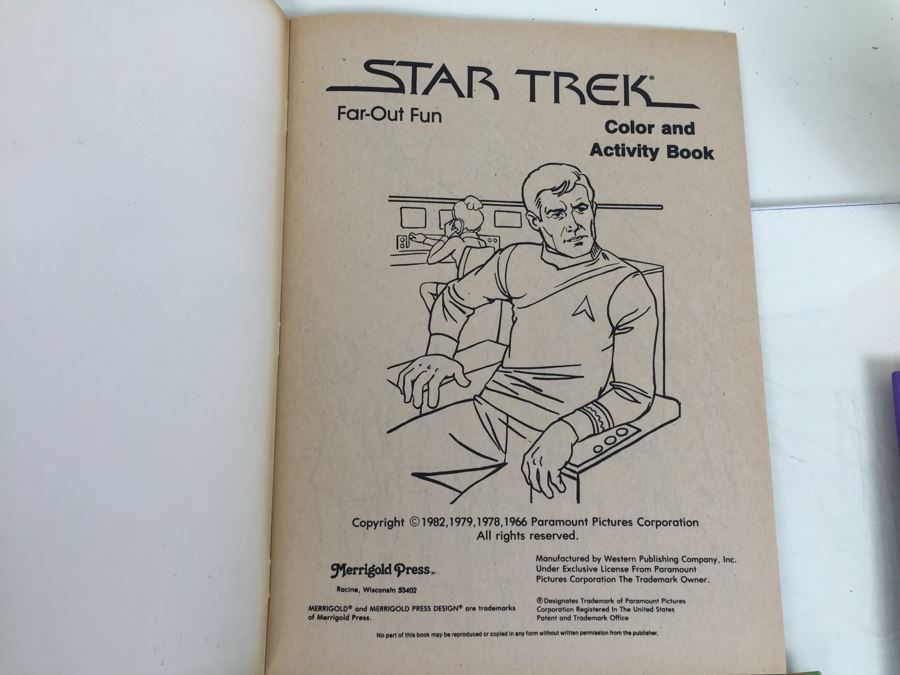 STAR TREK®
Far-Out Fun
Color and
Activity Book
Copyright ©1982,1979,1978,1966 Paramount Pictures Corporation
All rights reserved.
Merrigold Press™
Racine, Wisconsin 53402
MERRIGOLD® and MERRIGOLD PRESS DESIGN® are trademarks
of Merrigold Press.
Manufactured by Western Publishing Company, Inc.
Under Exclusive License From Paramount
Pictures Corporation The Trademark Owner.
®Designates Trademark of Paramount Pictures
Corporation Registered In The United States
Patent and Trademark Office
No part of this book may be reproduced or copied in any form without written permission from the publisher.